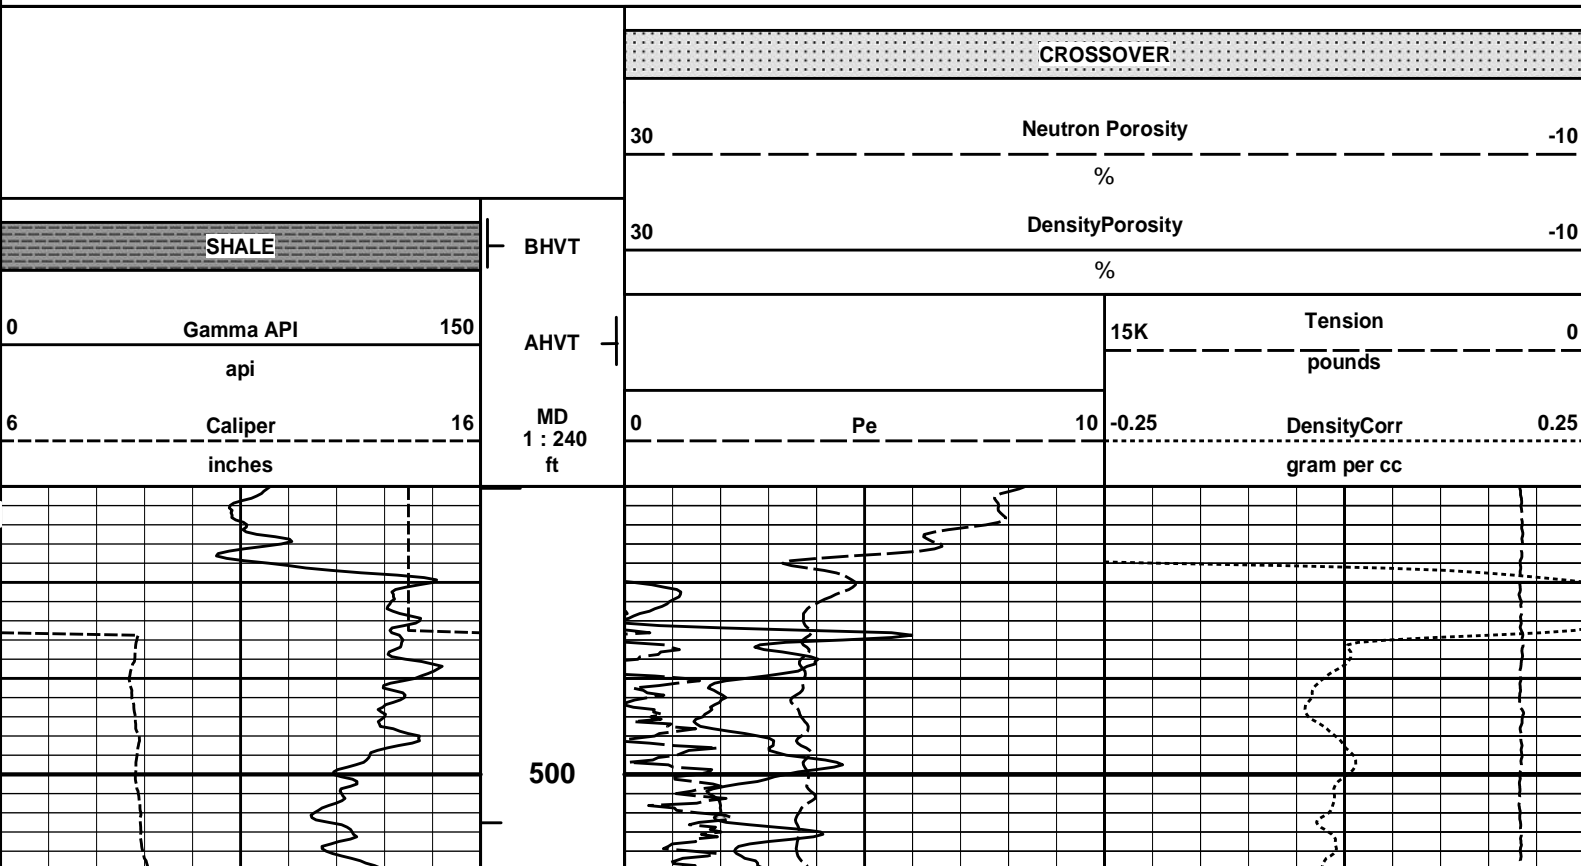 CROSSOVER
30 Neutron Porosity -10
%
30 DensityPorosity -10
%
SHALE
BHVT
0 Gamma API 150
api
AHVT
15K Tension 0
pounds
6 Caliper 16
inches
MD
1 : 240
ft
0 Pe 10
-0.25 DensityCorr 0.25
gram per cc
500